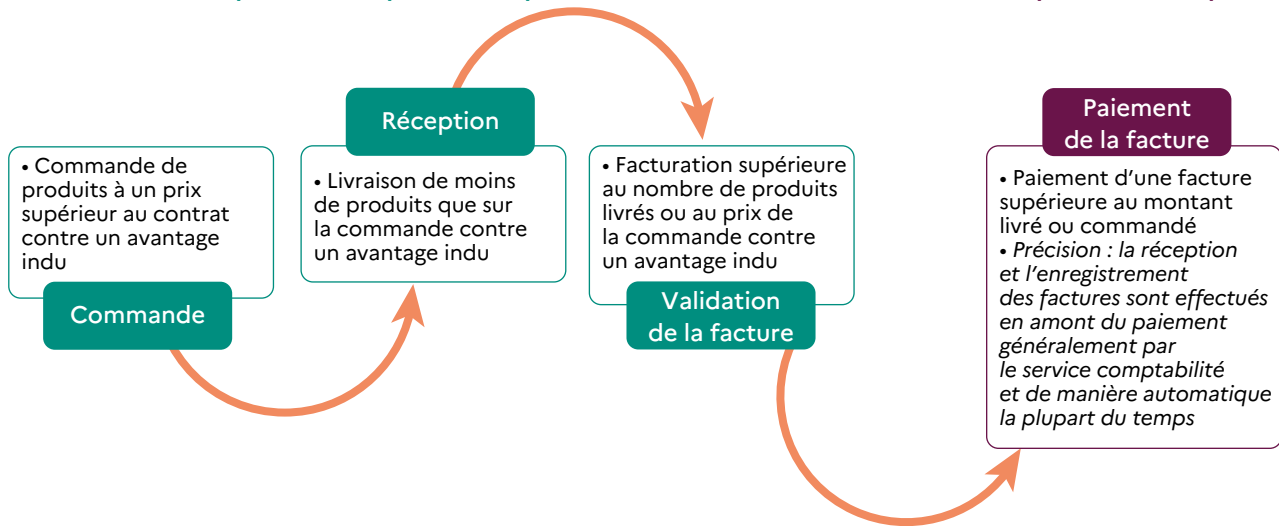 • Commande de
produits à un prix
supérieur au contrat
contre un avantage
indu
Commande
Réception
• Livraison de moins
de produits que sur
la commande contre
un avantage indu
• Facturation supérieure
au nombre de produits
livrés ou au prix de
la commande contre
un avantage indu
Validation
de la facture
Paiement
de la facture
• Paiement d’une facture
supérieure au montant
livré ou commandé
• Précision : la réception
et l’enregistrement
des factures sont effectués
en amont du paiement
généralement par
le service comptabilité
et de manière automatique
la plupart du temps